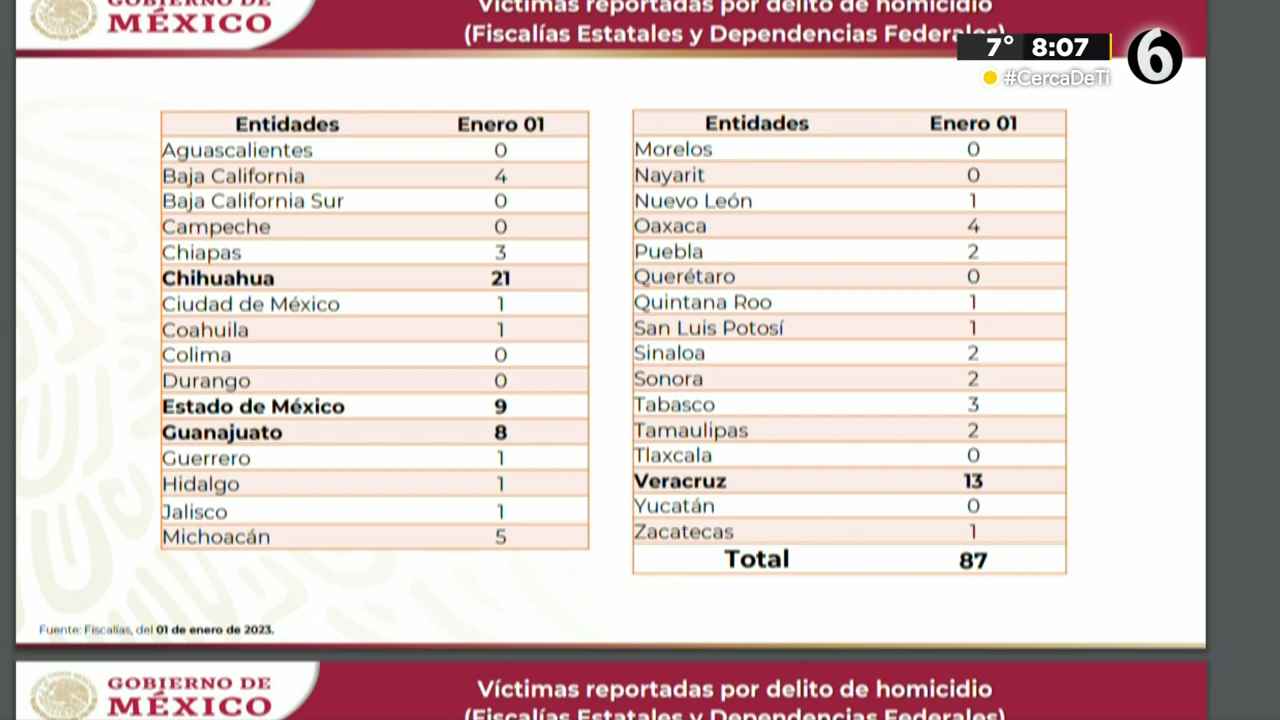 GOBIERNO DE
MÉXICO
Víctimas reportadas por delito de homicidio
(Fiscalías Estatales y Dependencias Federales)
7° 8:07
6
#CercaDeTi
Entidades Enero 01
Aguascalientes 0
Baja California 4
Baja California Sur 0
Campeche 0
Chiapas 3
Chihuahua 21
Ciudad de México 1
Coahuila 1
Colima 0
Durango 0
Estado de México 9
Guanajuato 8
Guerrero 1
Hidalgo 1
Jalisco 1
Michoacán 5
Entidades Enero 01
Morelos 0
Nayarit 0
Nuevo León 1
Oaxaca 4
Puebla 2
Querétaro 0
Quintana Roo 1
San Luis Potosí 1
Sinaloa 2
Sonora 2
Tabasco 3
Tamaulipas 2
Tlaxcala 0
Veracruz 13
Yucatán 0
Zacatecas 1
Total 87
Fuente: Fiscalías, del 01 de enero de 2023.
GOBIERNO DE
MÉXICO
Víctimas reportadas por delito de homicidio
(Fiscalías Estatales y Dependencias Federales)